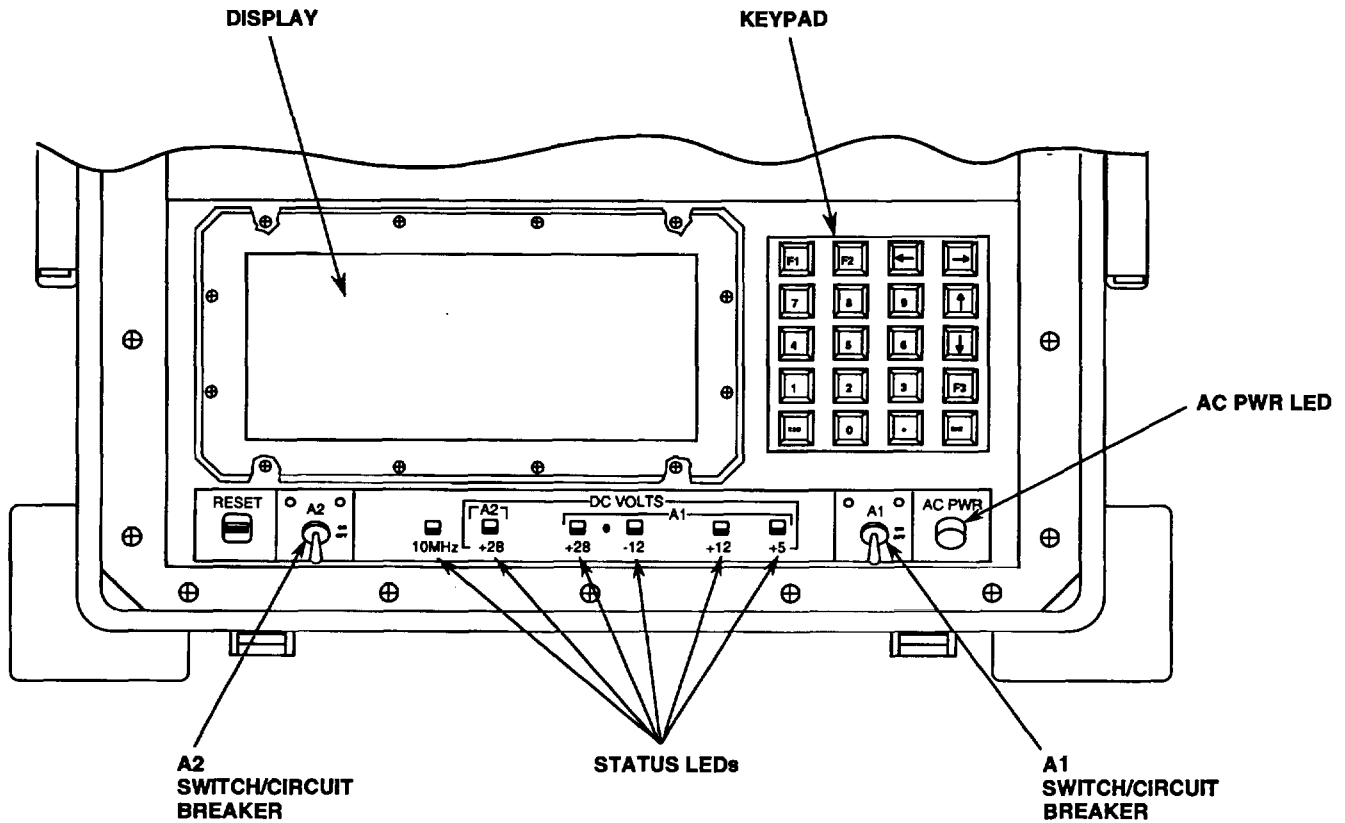 DISPLAY
KEYPAD
F1 F2 ← →
7 8 9 ↑
4 5 6 ↓
1 2 3 F3
0
AC PWR LED
RESET
A2
DC VOLTS
A2
A1
10MHz +28 +28 -12 +12 +5
A1
AC PWR
A2
SWITCH/CIRCUIT
BREAKER
STATUS LEDs
A1
SWITCH/CIRCUIT
BREAKER